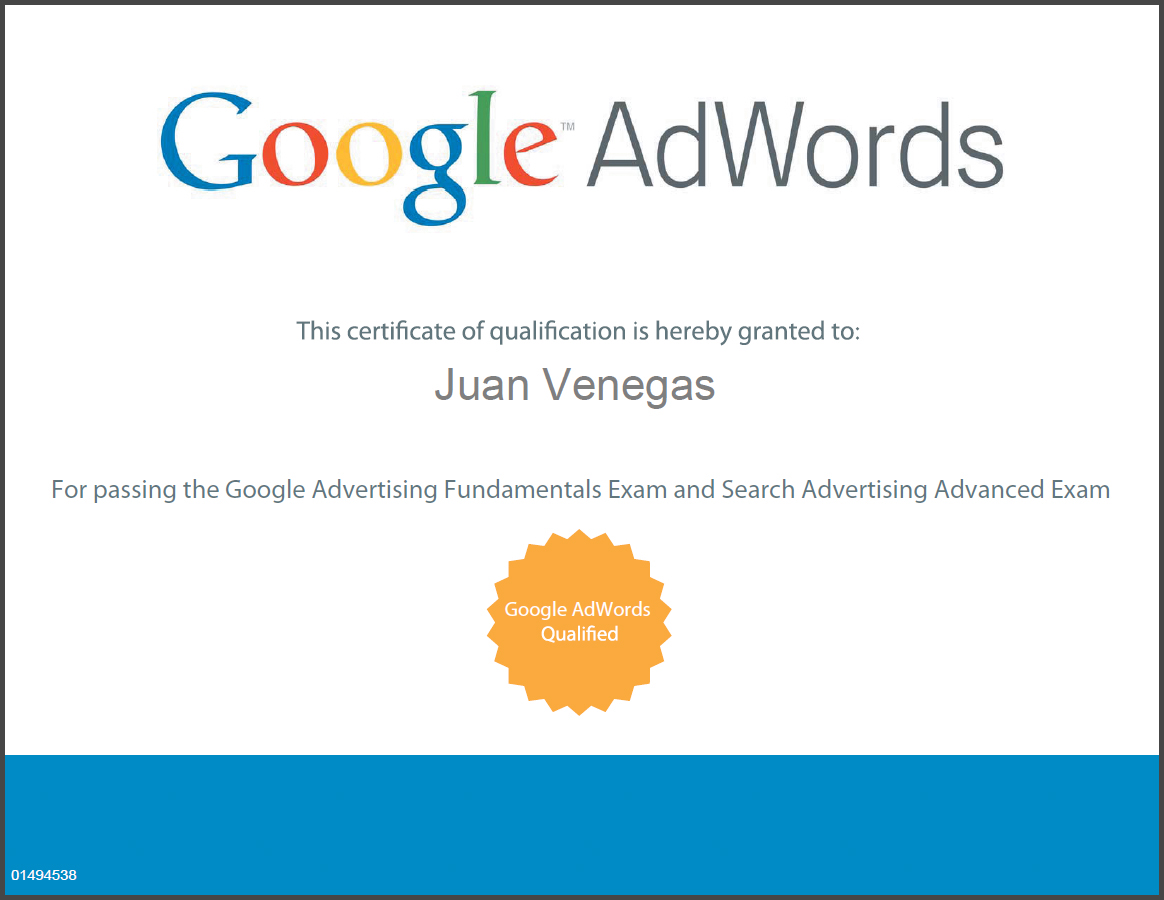 Google™ AdWords
This certificate of qualification is hereby granted to:
Juan Venegas
For passing the Google Advertising Fundamentals Exam and Search Advertising Advanced Exam
Google AdWords
Qualified
01494538